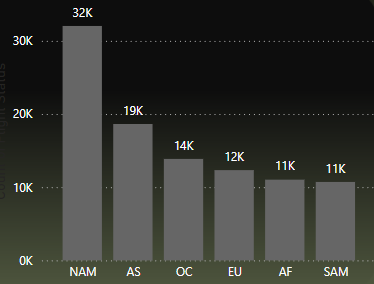 32K
30K
19K
20K
14K
12K
11K
11K
10K
0K
NAM AS OC EU AF SAM